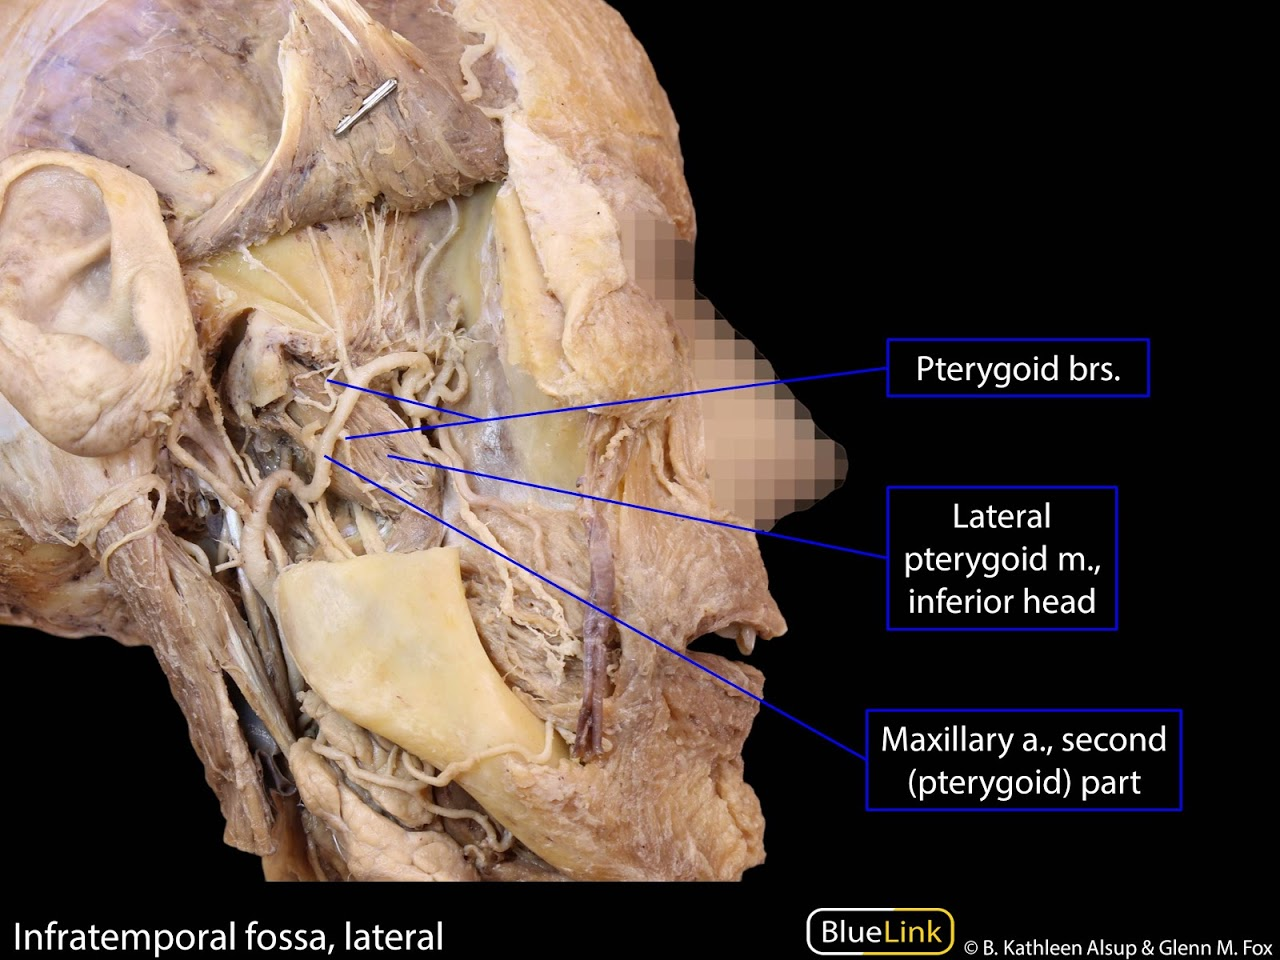 Pterygoid brs.
Lateral
pterygoid m.,
inferior head
Maxillary a., second
(pterygoid) part
Infratemporal fossa, lateral
BlueLink
© B. Kathleen Alsup & Glenn M. Fox